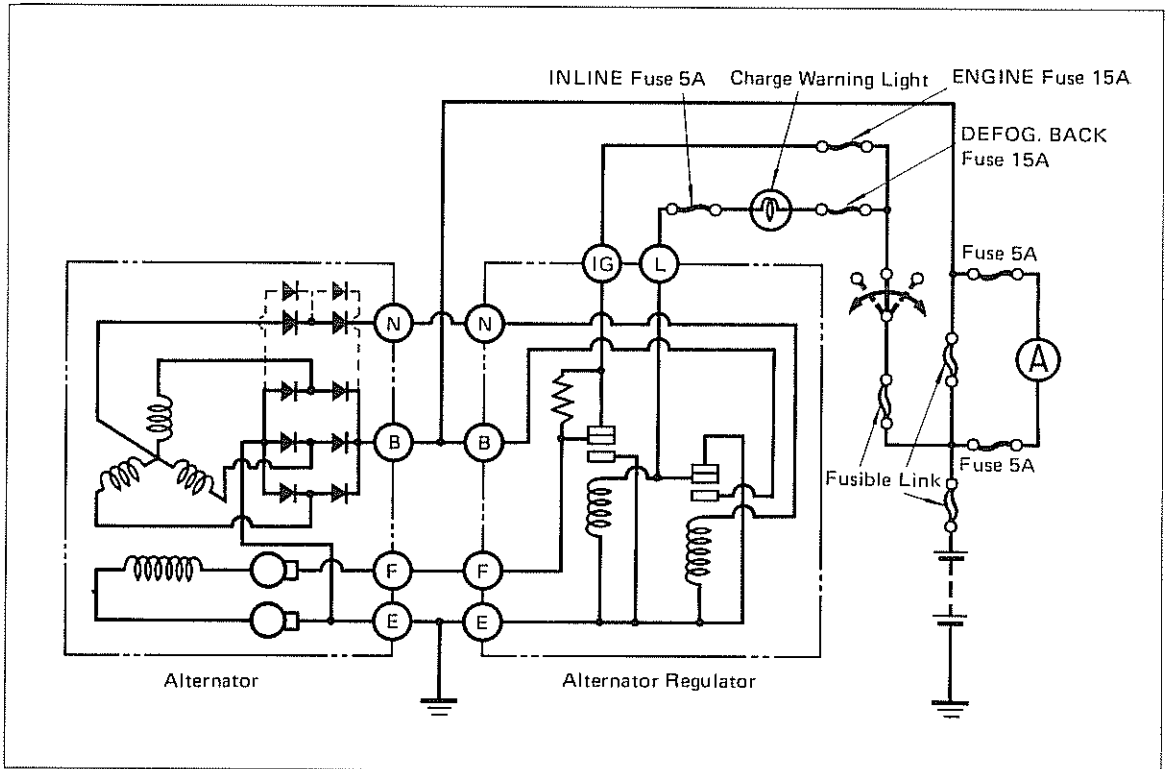 INLINE Fuse 5A
Charge Warning Light
ENGINE Fuse 15A
DEFOG. BACK
Fuse 15A
IG
L
Fuse 5A
N
N
A
B
B
Fuse 5A
Fusible Link
F
F
E
E
Alternator
Alternator Regulator